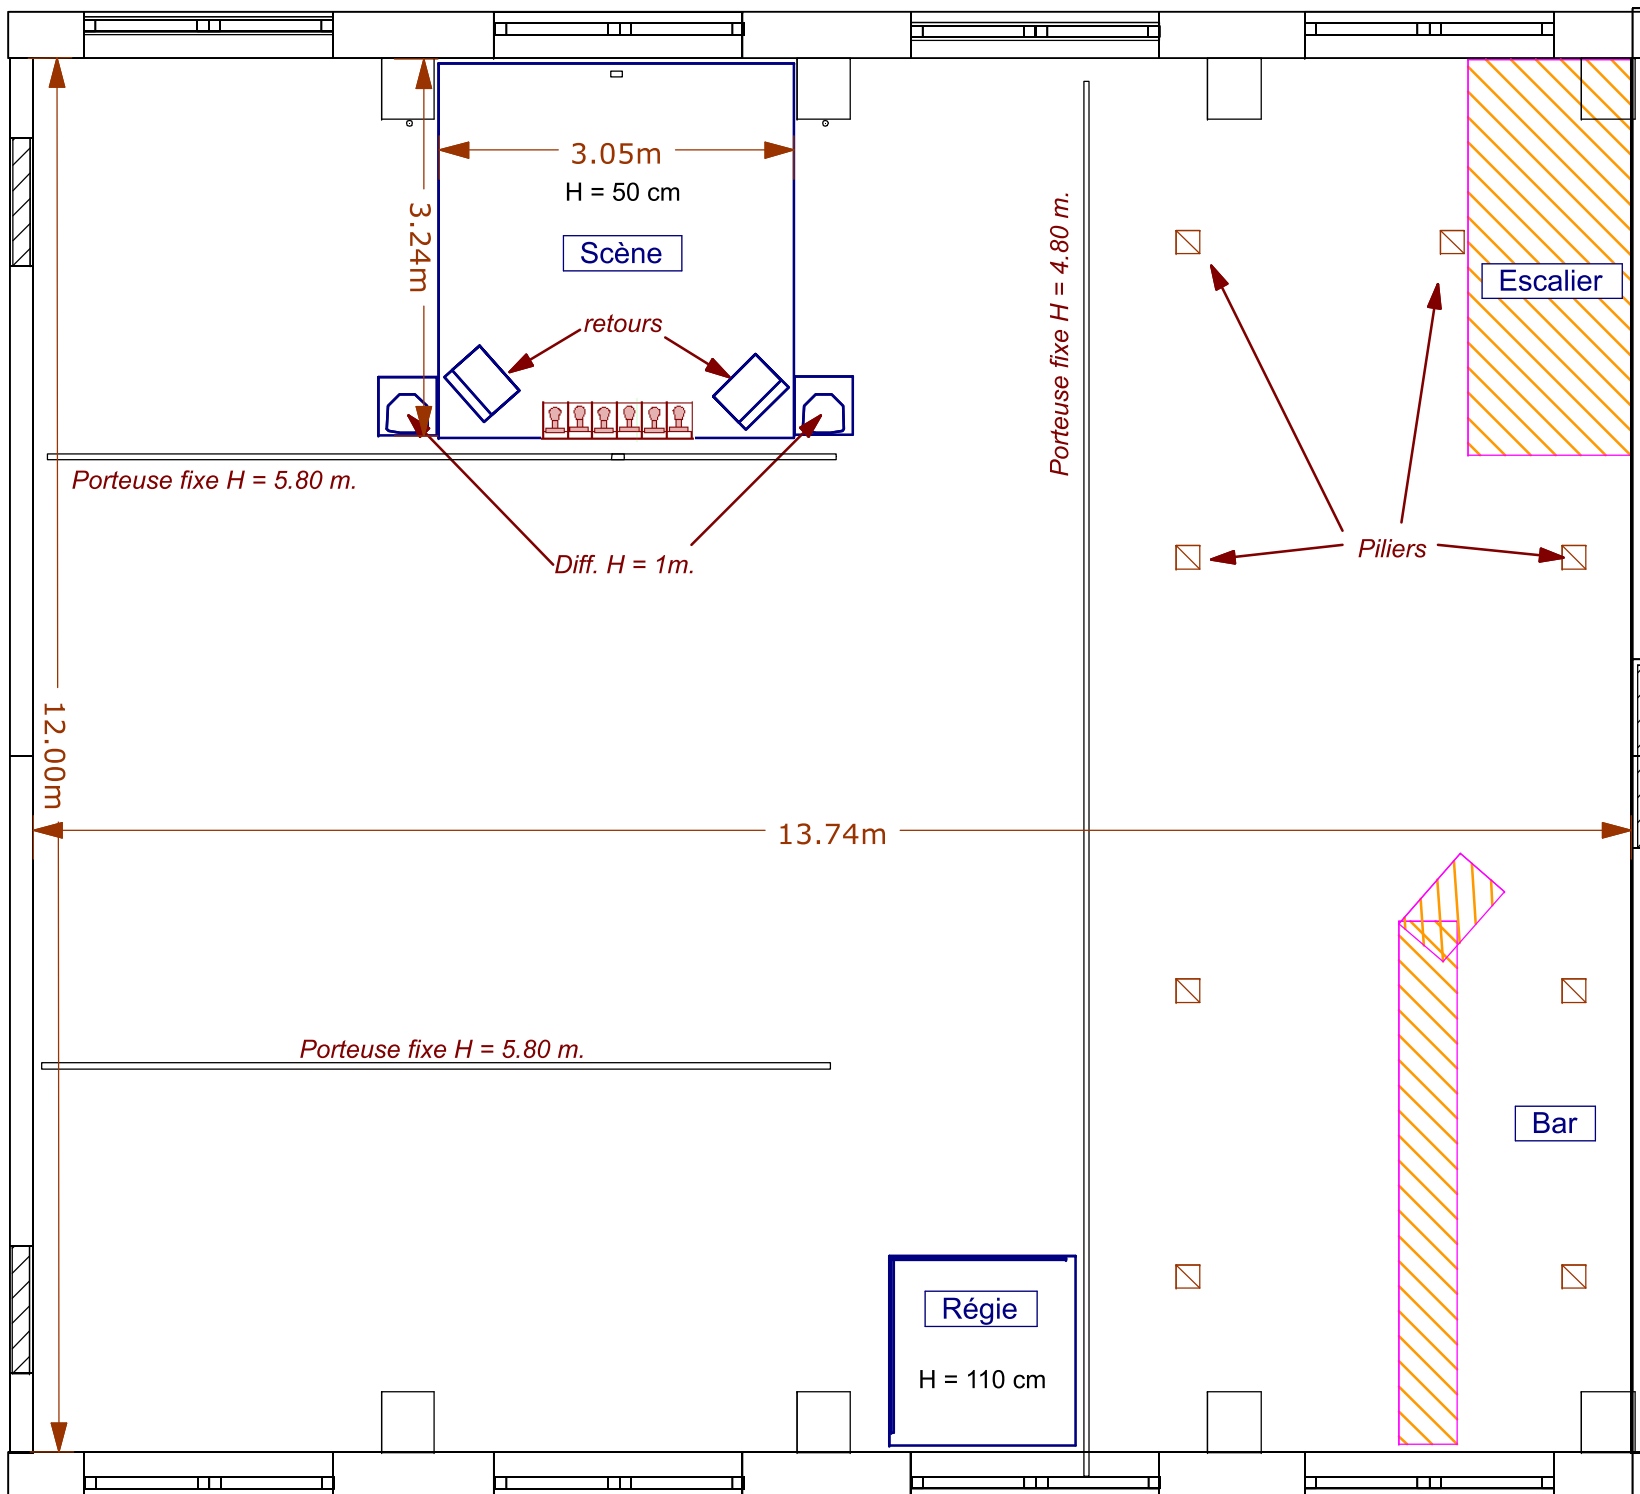 3.05m
H = 50 cm
3.24m
Scène
Porteuse fixe H = 4.80 m.
Escalier
retours
Porteuse fixe H = 5.80 m.
Diff. H = 1m.
Piliers
12.00m
13.74m
Porteuse fixe H = 5.80 m.
Bar
Régie
H = 110 cm